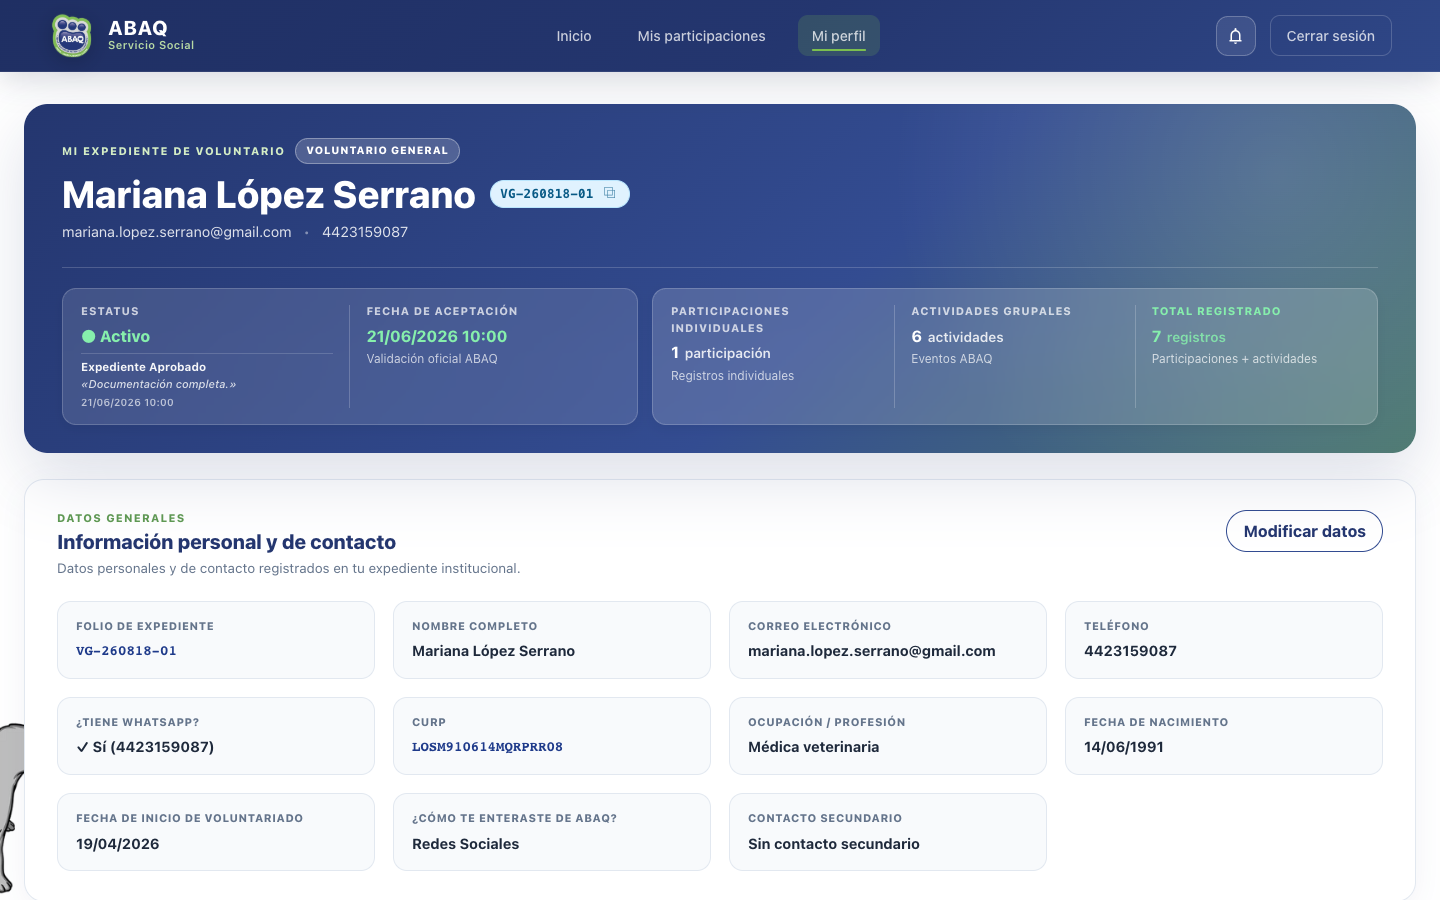 ABAQ
ABAQ
Servicio Social
Inicio
Mis participaciones
Mi perfil
Cerrar sesión
MI EXPEDIENTE DE VOLUNTARIO
VOLUNTARIO GENERAL
Mariana López Serrano
VG-260818-01
mariana.lopez.serrano@gmail.com • 4423159087
ESTATUS
Activo
Expediente Aprobado
«Documentación completa.»
21/06/2026 10:00
FECHA DE ACEPTACIÓN
21/06/2026 10:00
Validación oficial ABAQ
PARTICIPACIONES
INDIVIDUALES
1 participación
Registros individuales
ACTIVIDADES GRUPALES
6 actividades
Eventos ABAQ
TOTAL REGISTRADO
7 registros
Participaciones + actividades
DATOS GENERALES
Información personal y de contacto
Datos personales y de contacto registrados en tu expediente institucional.
Modificar datos
FOLIO DE EXPEDIENTE
VG-260818-01
NOMBRE COMPLETO
Mariana López Serrano
CORREO ELECTRÓNICO
mariana.lopez.serrano@gmail.com
TELÉFONO
4423159087
¿TIENE WHATSAPP?
✓ Sí (4423159087)
CURP
LOSM910614MQRPRR08
OCUPACIÓN / PROFESIÓN
Médica veterinaria
FECHA DE NACIMIENTO
14/06/1991
FECHA DE INICIO DE VOLUNTARIADO
19/04/2026
¿CÓMO TE ENTERASTE DE ABAQ?
Redes Sociales
CONTACTO SECUNDARIO
Sin contacto secundario